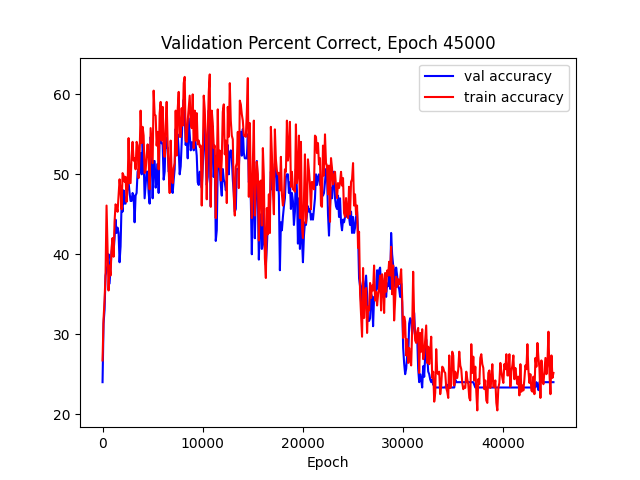 Validation Percent Correct, Epoch 45000
val accuracy
train accuracy
60
50
40
30
20
0 10000 20000 30000 40000
Epoch